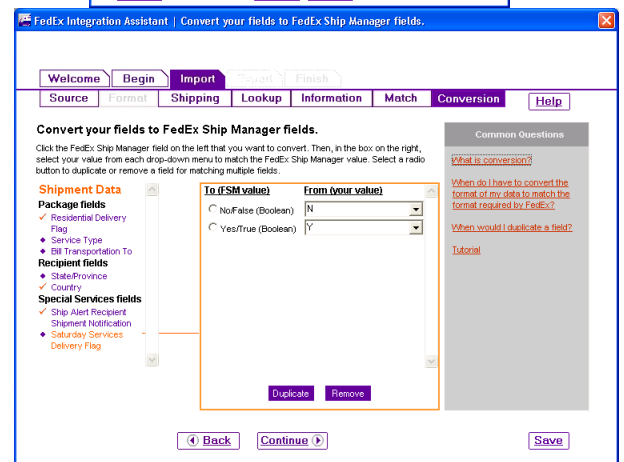 FedEx Integration Assistant | Convert your fields to FedEx Ship Manager fields.
Welcome Begin Import Finish
Source Format Shipping Lookup Information Match Conversion Help
Convert your fields to FedEx Ship Manager fields.
Click the FedEx Ship Manager field on the left that you want to convert. Then, in the box on the right,
select your value from each drop-down menu to match the FedEx Ship Manager value. Select a radio
button to duplicate or remove a field for matching multiple fields.
Shipment Data
Package fields
Residential Delivery
Flag
Service Type
Bill Transportation To
Recipient fields
State/Province
Country
Special Services fields
Ship Alert Recipient
Shipment Notification
Saturday Services
Delivery Flag
To (FSM value) From (your value)
No/False (Boolean) N
Yes/True (Boolean) Y
Duplicate Remove
Common Questions
What is conversion?
When do I have to convert the
format of my data to match the
format required by FedEx?
When would I duplicate a field?
Tutorial
Back Continue Save